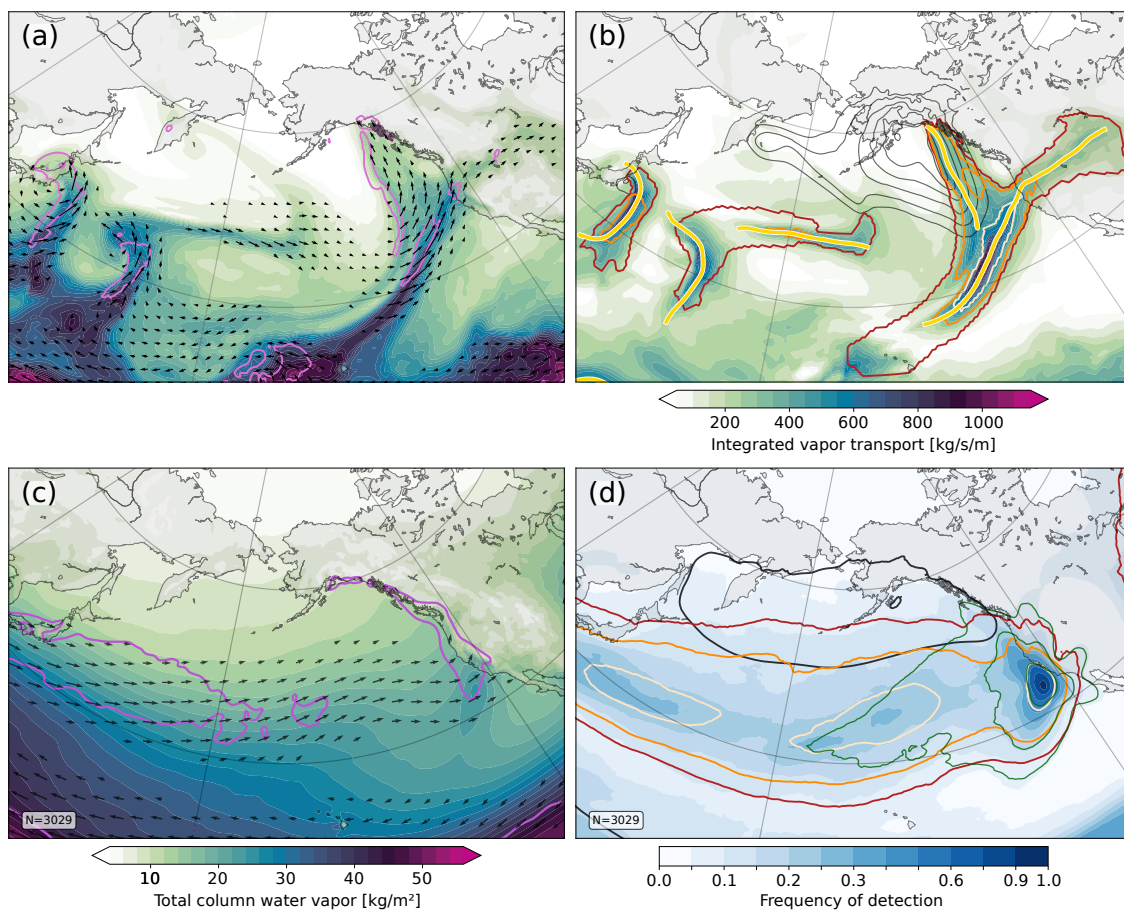 (a)
(b)
200 400 600 800 1000
Integrated vapor transport [kg/s/m]
(c)
(d)
N=3029
N=3029
10 20 30 40 50
Total column water vapor [kg/m²]
0.0 0.1 0.2 0.3 0.6 0.9 1.0
Frequency of detection